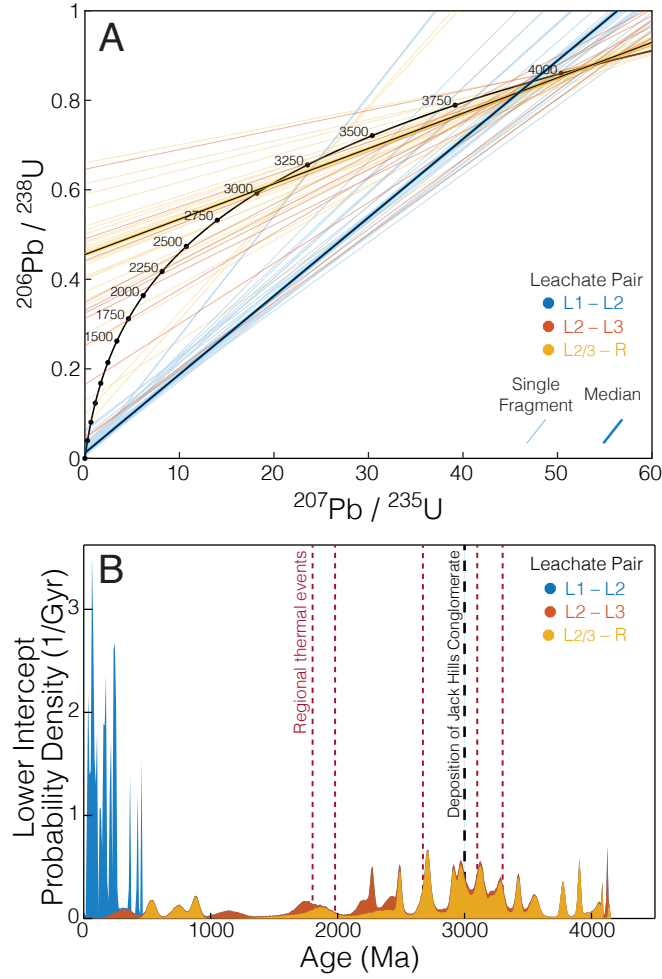 A
1
0.8
0.6
0.4
0.2
0
206Pb / 238U
4000
3750
3500
3250
3000
2750
2500
2250
2000
1750
1500
Leachate Pair
L1 – L2
L2 – L3
L2/3 – R
Single Fragment
Median
0 10 20 30 40 50 60
207Pb / 235U
B
3
2
1
0
Lower Intercept
Probability Density (1/Gyr)
Regional thermal events
Deposition of Jack Hills Conglomerate
Leachate Pair
L1 – L2
L2 – L3
L2/3 – R
0 1000 2000 3000 4000
Age (Ma)